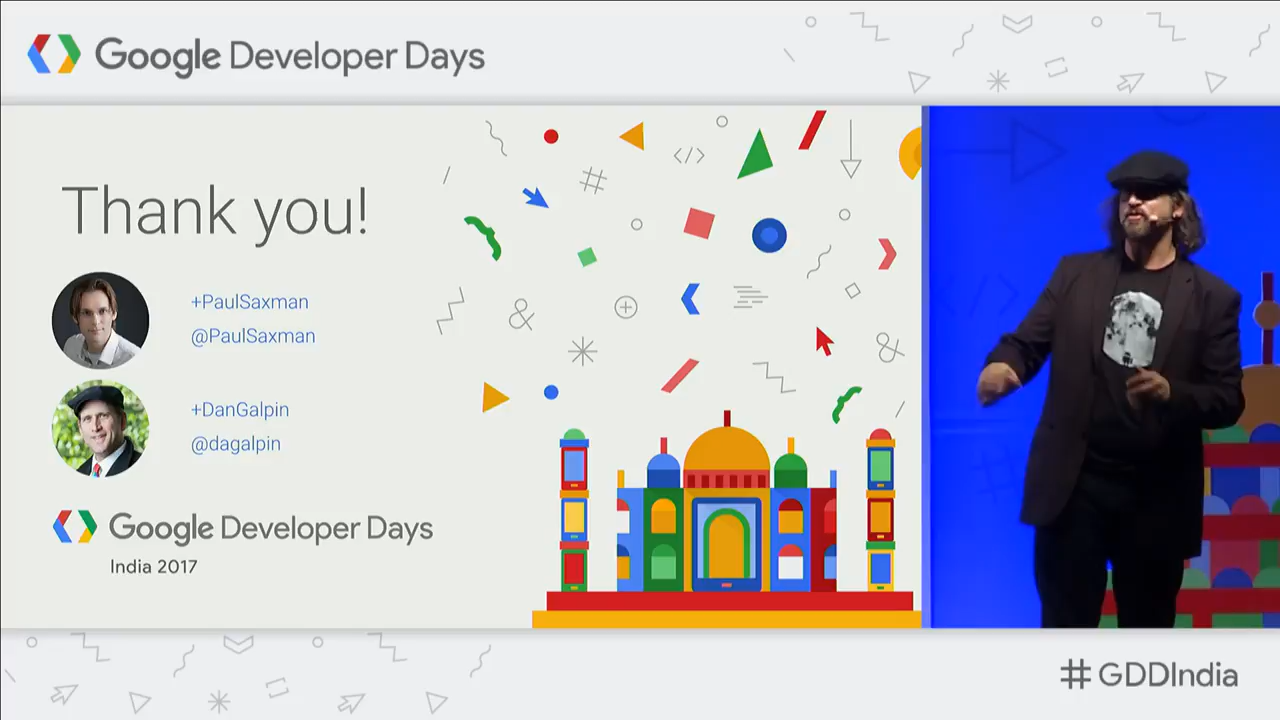 Google Developer Days
Thank you!
+PaulSaxman
@PaulSaxman
+DanGalpin
@dagalpin
Google Developer Days
India 2017
#GDDIndia